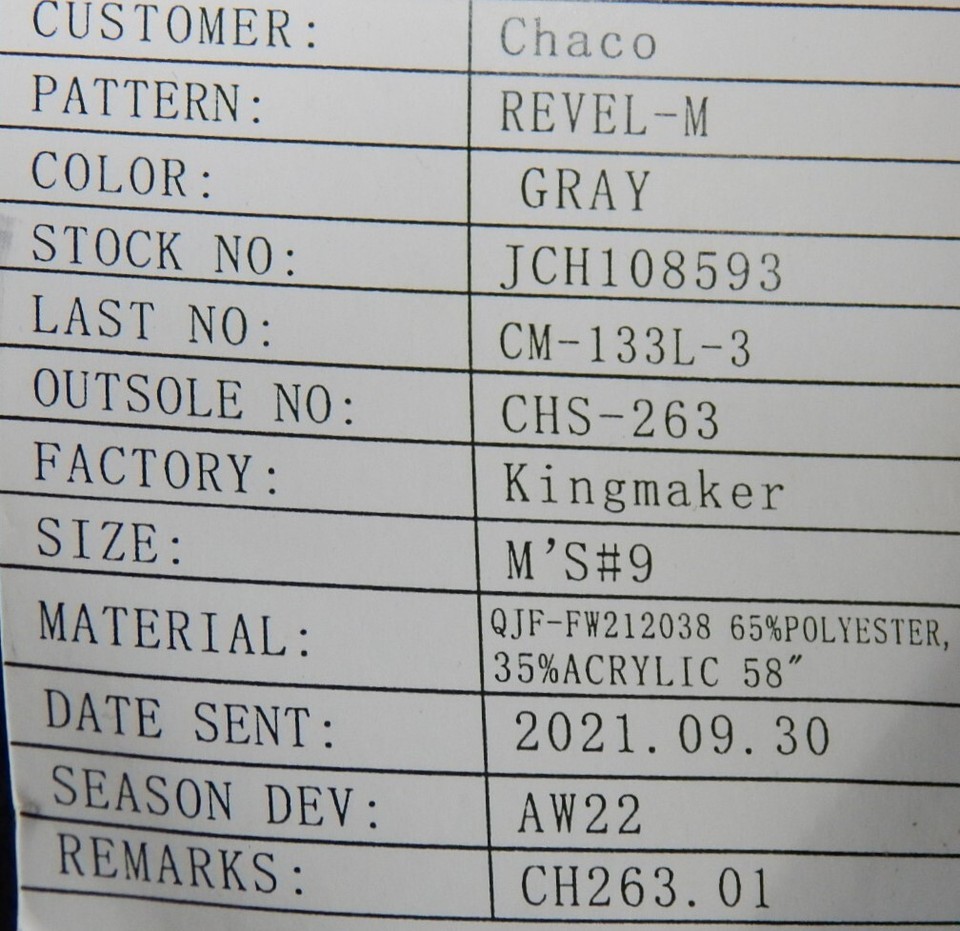 CUSTOMER: Chaco
PATTERN: REVEL-M
COLOR: GRAY
STOCK NO: JCH108593
LAST NO: CM-133L-3
OUTSOLE NO: CHS-263
FACTORY: Kingmaker
SIZE: M'S#9
MATERIAL: QJF-FW212038 65%POLYESTER,
35%ACRYLIC 58"
DATE SENT: 2021.09.30
SEASON DEV: AW22
REMARKS: CH263.01